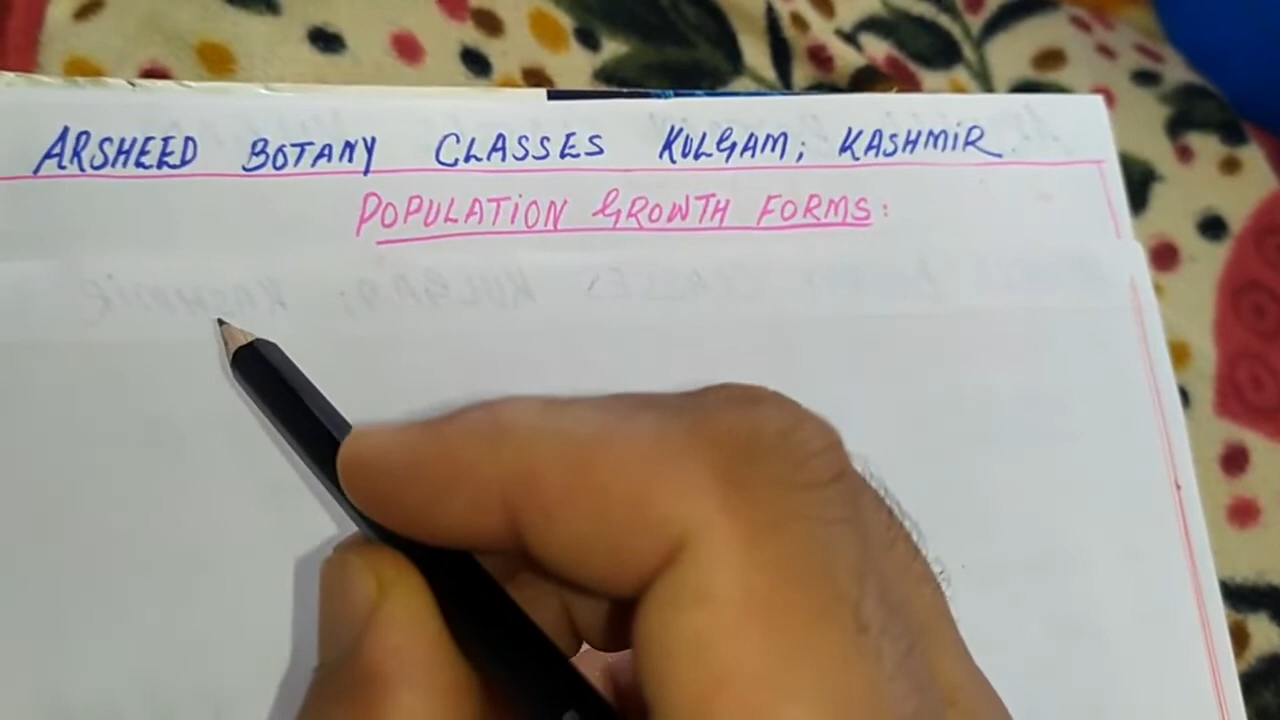 ARSHEED BOTANY CLASSES KULGAM; KASHMIR.
POPULATION GROWTH FORMS: